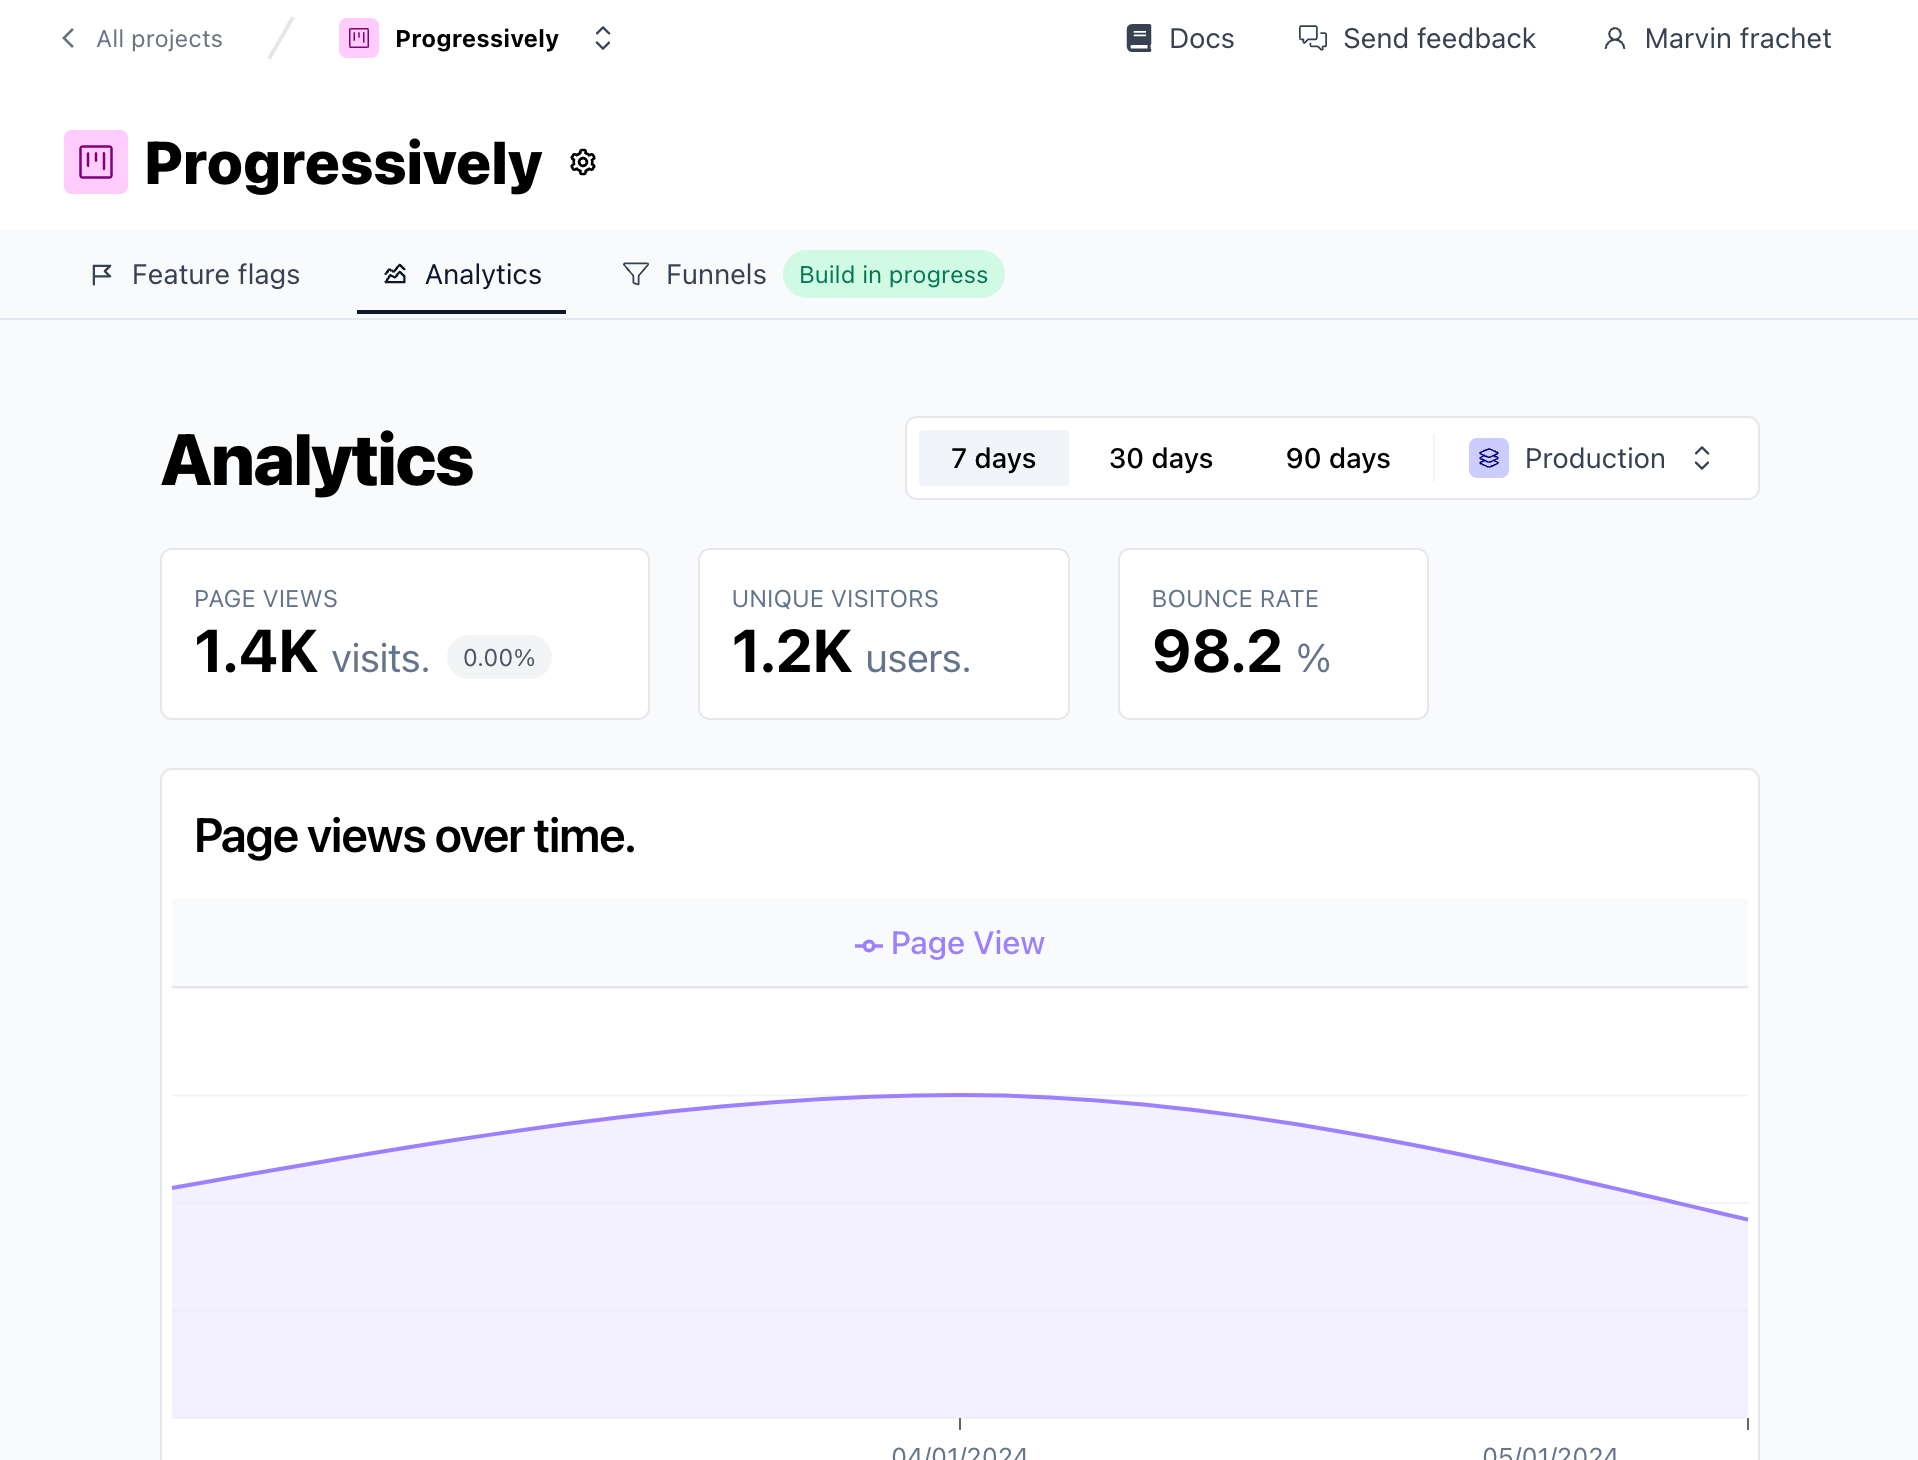 All projects
Progressively
Docs
Send feedback
Marvin frachet
Progressively
Feature flags
Analytics
Funnels
Build in progress
Analytics
7 days
30 days
90 days
Production
PAGE VIEWS
1.4K visits. 0.00%
UNIQUE VISITORS
1.2K users.
BOUNCE RATE
98.2 %
Page views over time.
Page View
04/01/2024
05/01/2024